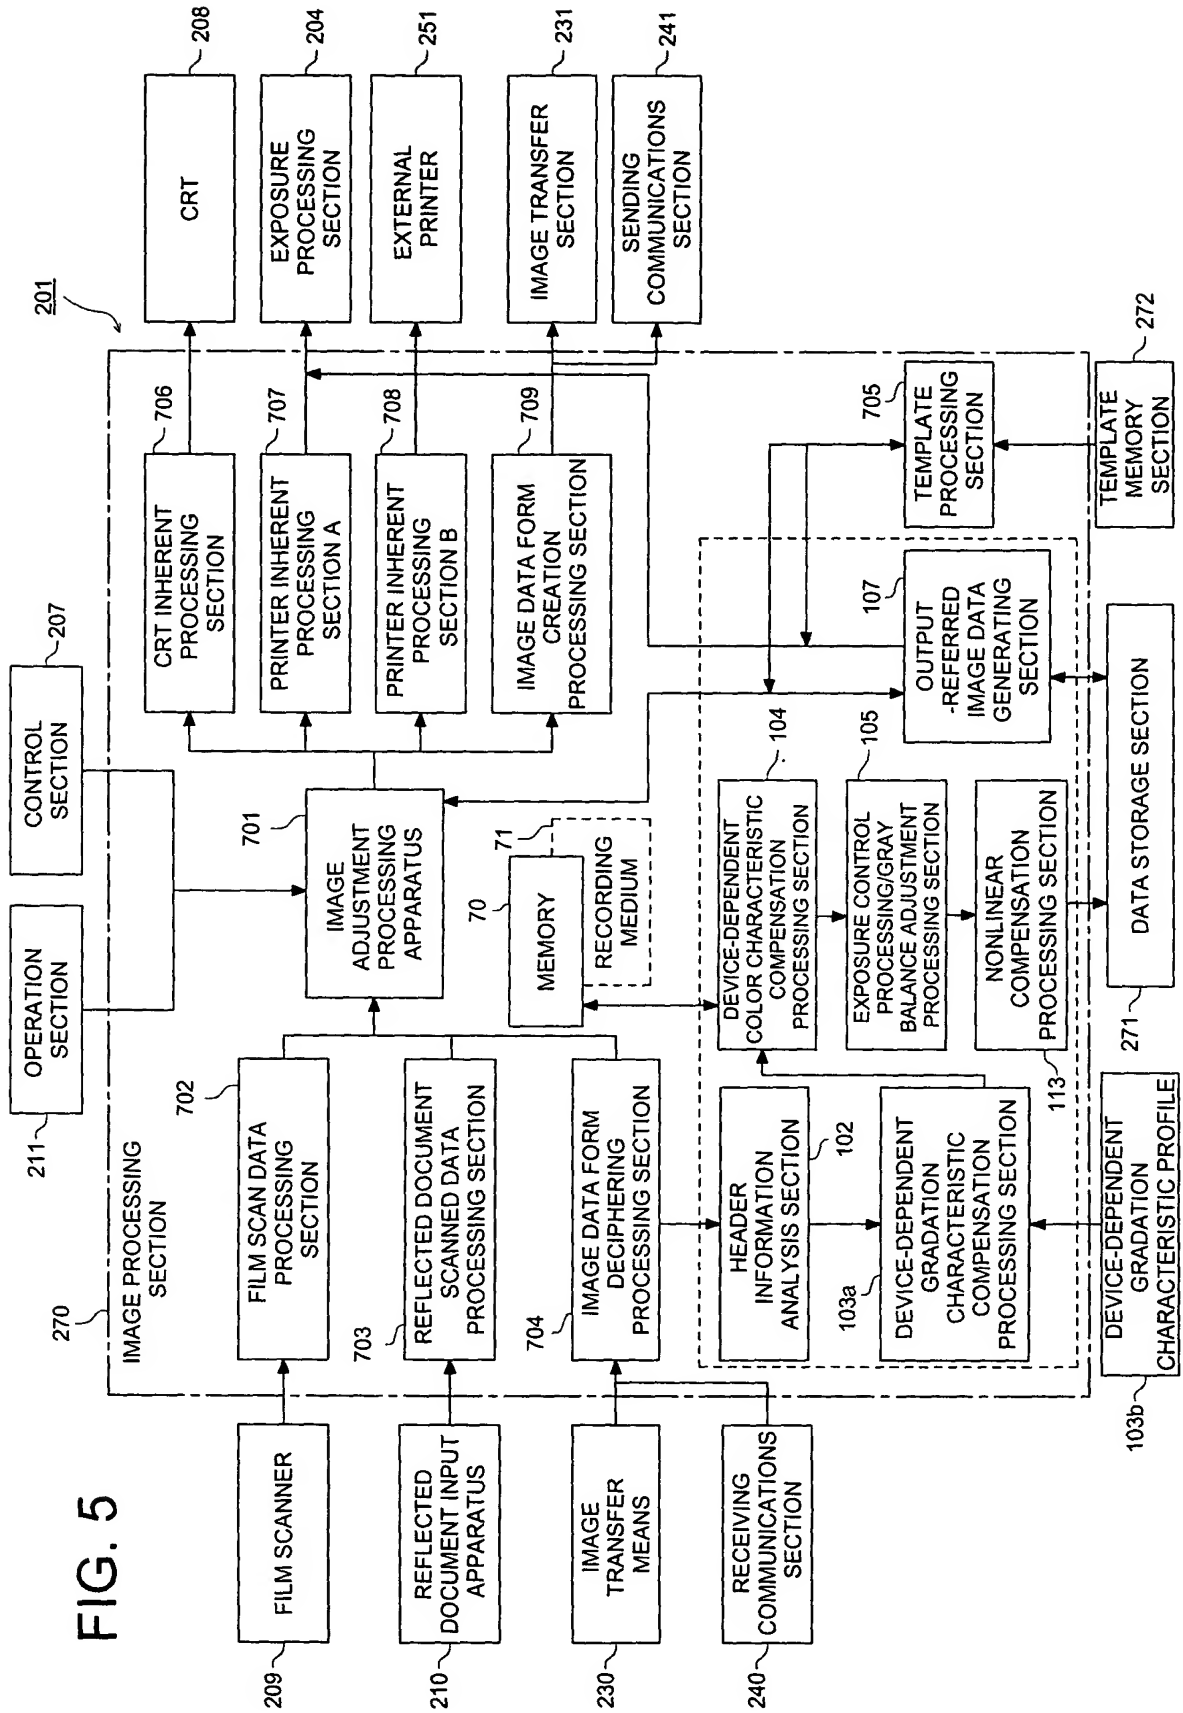 FIG. 5
201
211
OPERATION
SECTION
CONTROL
SECTION
207
270
IMAGE PROCESSING
SECTION
209
FILM SCANNER
702
FILM SCAN DATA
PROCESSING
SECTION
210
REFLECTED
DOCUMENT INPUT
APPARATUS
703
REFLECTED DOCUMENT
SCANNED DATA
PROCESSING SECTION
230
IMAGE
TRANSFER
MEANS
704
IMAGE DATA FORM
DECIPHERING
PROCESSING SECTION
240
RECEIVING
COMMUNICATIONS
SECTION
701
IMAGE
ADJUSTMENT
PROCESSING
APPARATUS
706
CRT INHERENT
PROCESSING
SECTION
CRT
208
707
PRINTER INHERENT
PROCESSING
SECTION A
EXPOSURE
PROCESSING
SECTION
204
708
PRINTER INHERENT
PROCESSING
SECTION B
EXTERNAL
PRINTER
251
709
IMAGE DATA FORM
CREATION
PROCESSING SECTION
IMAGE TRANSFER
SECTION
231
SENDING
COMMUNICATIONS
SECTION
241
70
MEMORY
71
RECORDING
MEDIUM
HEADER
INFORMATION
ANALYSIS SECTION
102
103a
DEVICE-DEPENDENT
GRADATION
CHARACTERISTIC
COMPENSATION
PROCESSING SECTION
DEVICE-DEPENDENT
COLOR CHARACTERISTIC
COMPENSATION
PROCESSING SECTION
104
EXPOSURE CONTROL
PROCESSING/GRAY
BALANCE ADJUSTMENT
PROCESSING SECTION
105
NONLINEAR
COMPENSATION
PROCESSING SECTION
113
OUTPUT
-REFERRED
IMAGE DATA
GENERATING
SECTION
107
TEMPLATE
PROCESSING
SECTION
705
103b
DEVICE-DEPENDENT
GRADATION
CHARACTERISTIC PROFILE
271
DATA STORAGE SECTION
TEMPLATE
MEMORY
SECTION
272